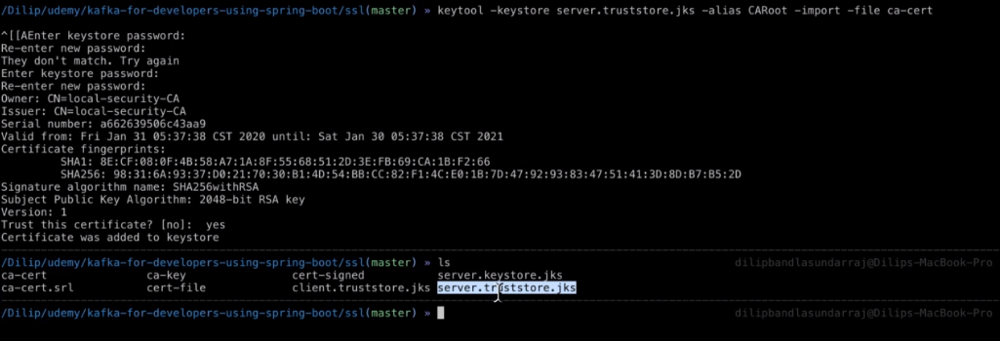 /Dilip/udemy/kafka-for-developers-using-spring-boot/ssl(master) » keytool -keystore server.truststore.jks -alias CARoot -import -file ca-cert
^[[AEnter keystore password:
Re-enter new password:
They don't match. Try again
Enter keystore password:
Re-enter new password:
Owner: CN=local-security-CA
Issuer: CN=local-security-CA
Serial number: a662639506c43aa9
Valid from: Fri Jan 31 05:37:38 CST 2020 until: Sat Jan 30 05:37:38 CST 2021
Certificate fingerprints:
SHA1: 8E:CF:08:0F:4B:58:A7:1A:8F:55:68:51:2D:3E:FB:69:CA:1B:F2:66
SHA256: 98:31:6A:93:37:D0:21:70:30:B1:4D:54:BB:CC:82:F1:4C:E0:1B:7D:47:92:93:83:47:51:41:3D:8D:B7:B5:2D
Signature algorithm name: SHA256withRSA
Subject Public Key Algorithm: 2048-bit RSA key
Version: 1
Trust this certificate? [no]:  yes
Certificate was added to keystore
/Dilip/udemy/kafka-for-developers-using-spring-boot/ssl(master) » ls dilipbandlasundarraj@Dilips-MacBook-Pro
ca-cert ca-key cert-signed server.keystore.jks
ca-cert.srl cert-file client.truststore.jks server.truststore.jks
/Dilip/udemy/kafka-for-developers-using-spring-boot/ssl(master) » dilipbandlasundarraj@Dilips-MacBook-Pro